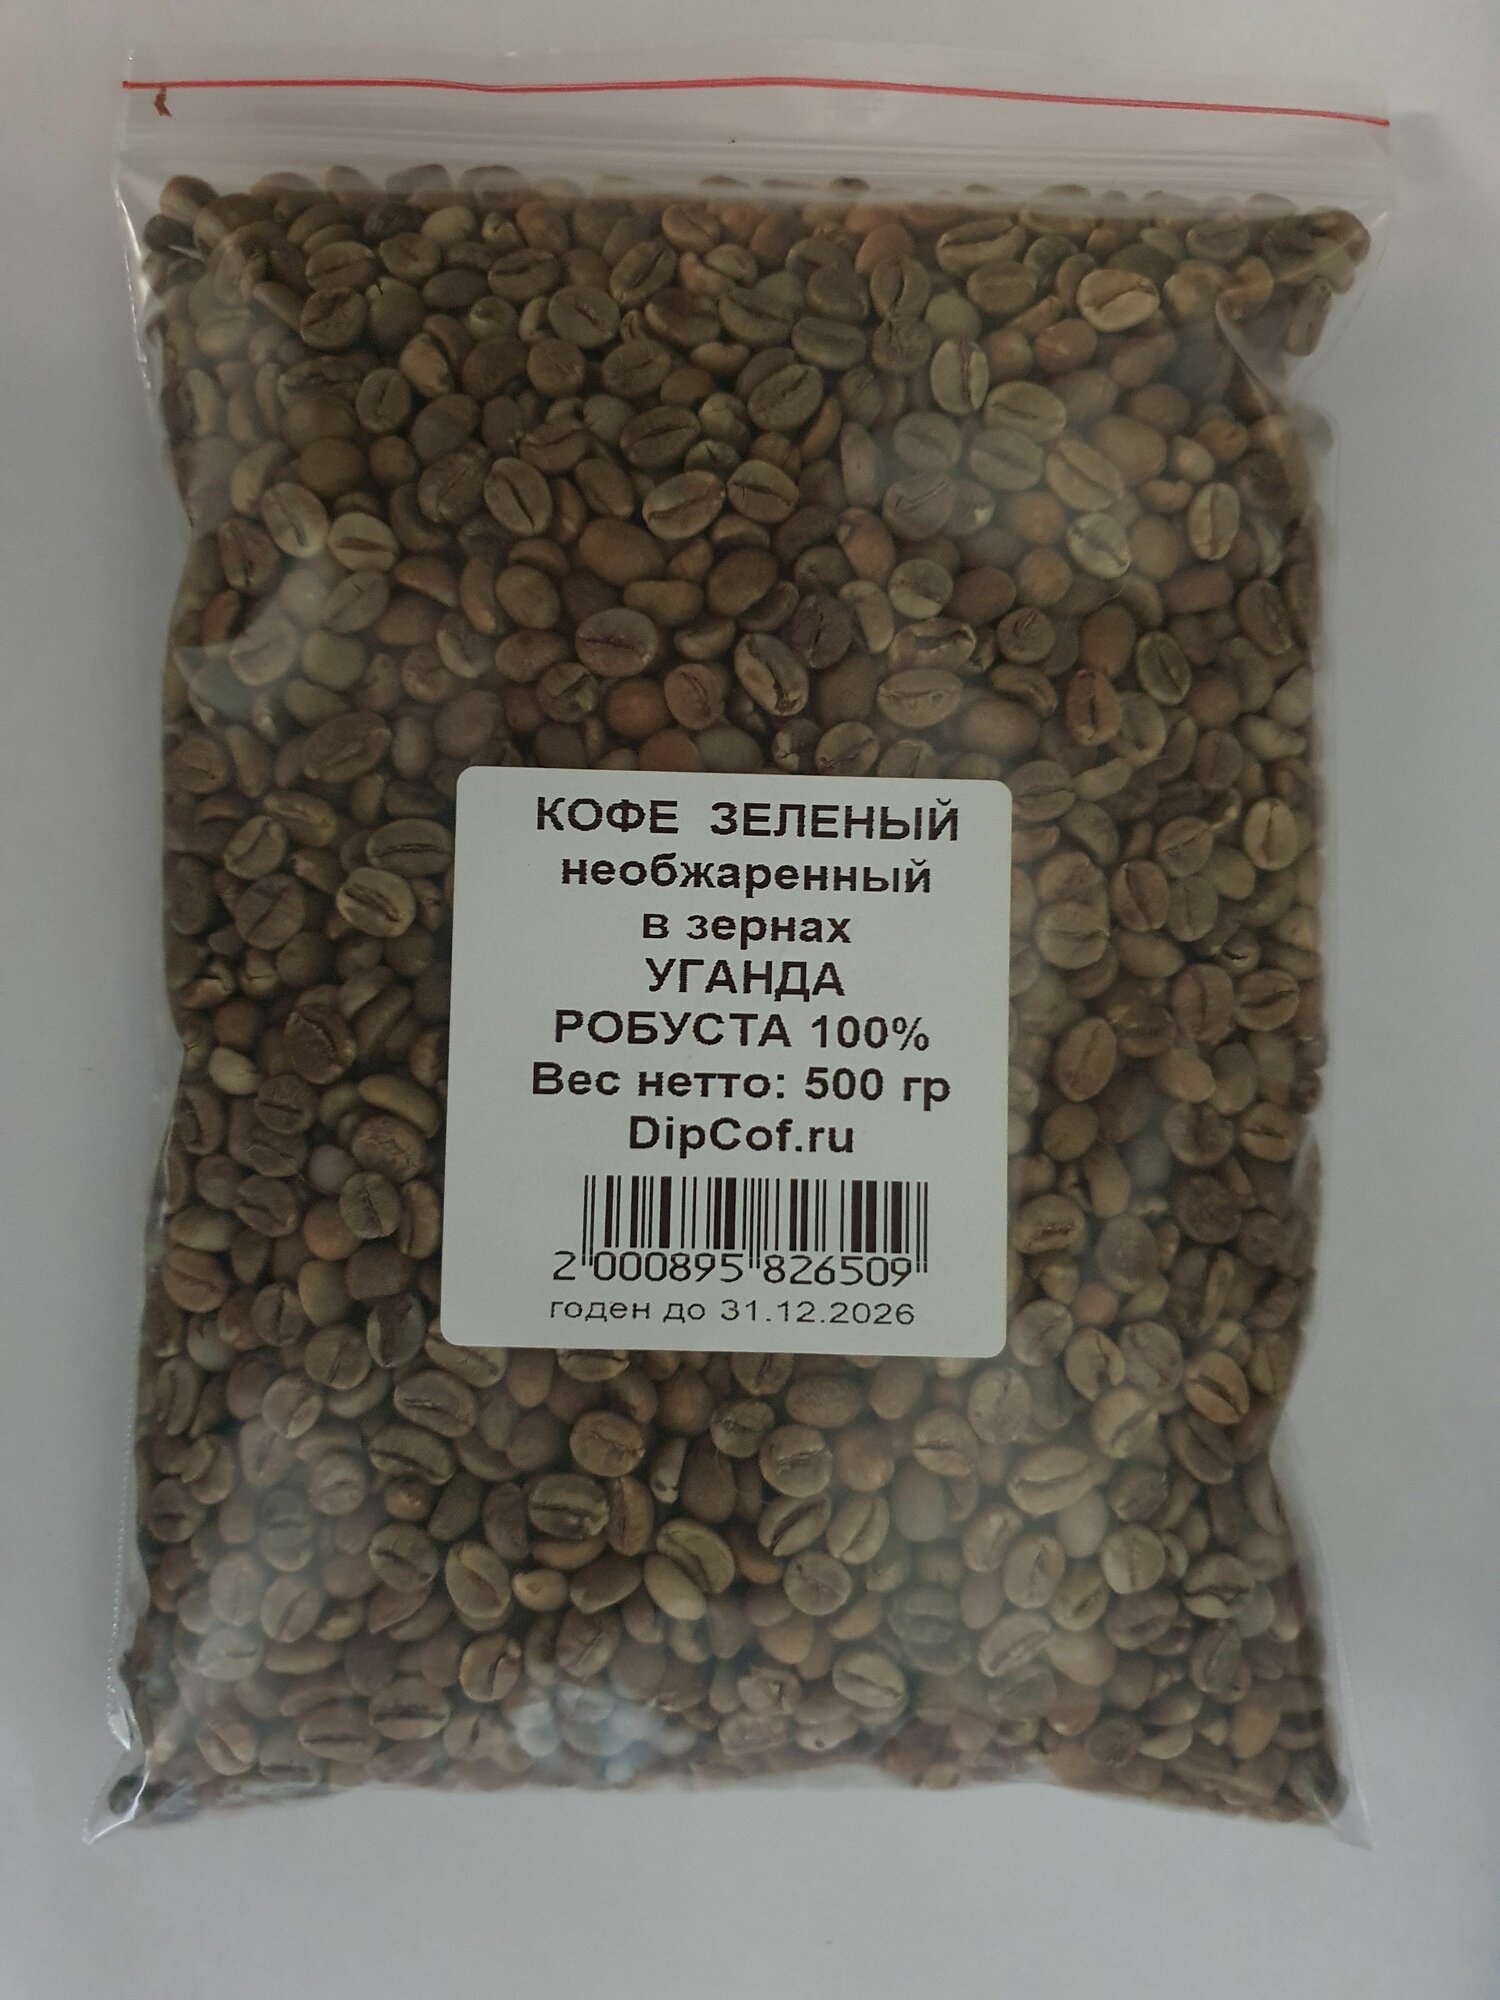 КОФЕ ЗЕЛЕНЫЙ
необжаренный
в зернах
УГАНДА
РОБУСТА 100%
Вес нетто: 500 гр
DipCof.ru
2 000895 826509
годен до 31.12.2026